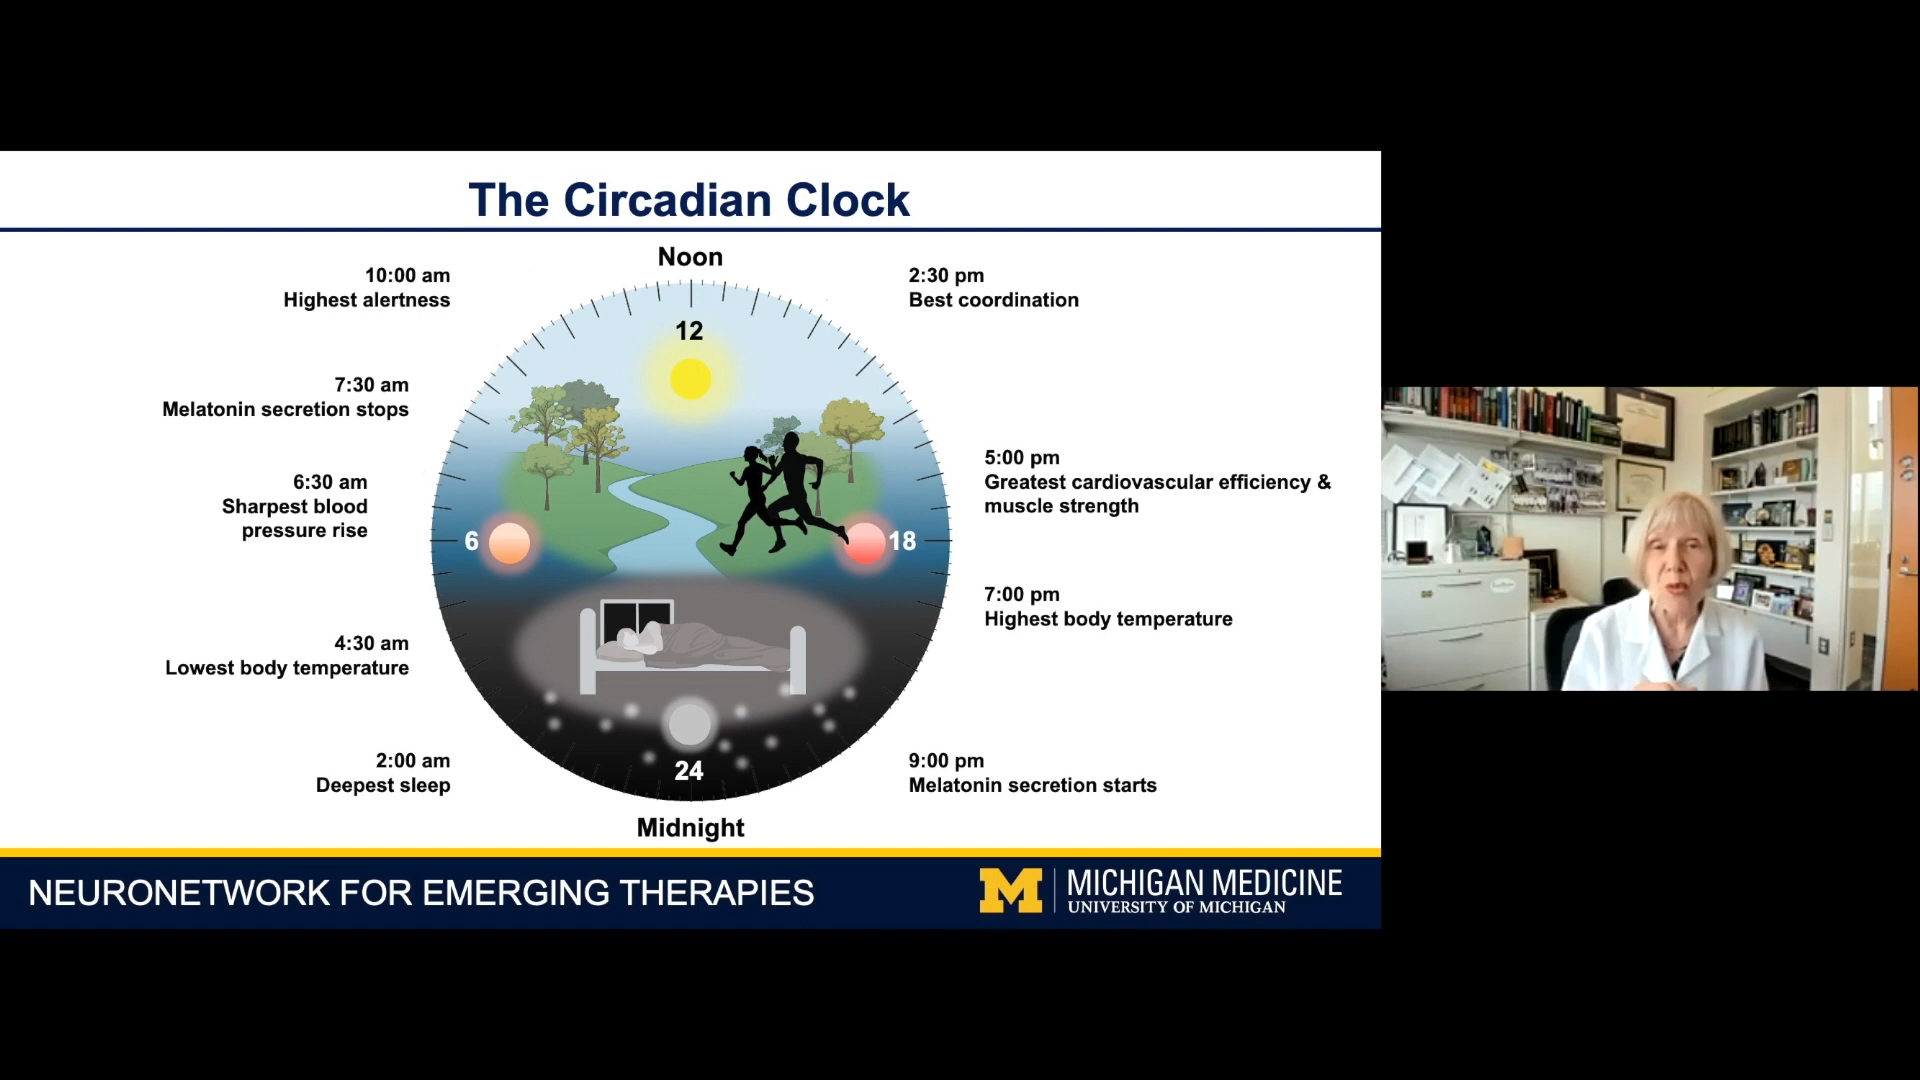 The Circadian Clock
Noon
10:00 am
Highest alertness
2:30 pm
Best coordination
12
7:30 am
Melatonin secretion stops
5:00 pm
Greatest cardiovascular efficiency &
muscle strength
6:30 am
Sharpest blood
pressure rise
6
18
7:00 pm
Highest body temperature
4:30 am
Lowest body temperature
2:00 am
Deepest sleep
9:00 pm
Melatonin secretion starts
24
Midnight
NEURONETWORK FOR EMERGING THERAPIES
M
MICHIGAN MEDICINE
UNIVERSITY OF MICHIGAN